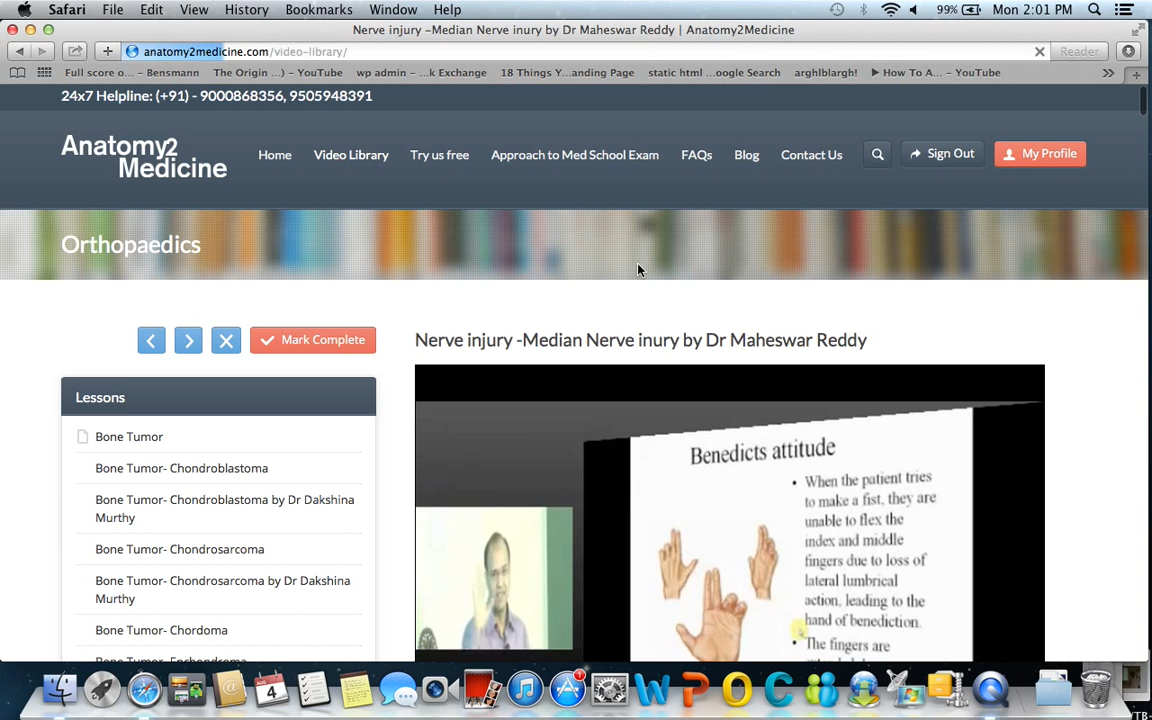 Safari File Edit View History Bookmarks Window Help 99% Mon 2:01 PM
Nerve injury -Median Nerve inury by Dr Maheswar Reddy | Anatomy2Medicine
anatomy2medicine.com/video-library/ Reader
Full score o... – Bensmann The Origin ...) – YouTube wp admin – ...k Exchange 18 Things Y...anding Page static html ...oogle Search arghlblargh! ▶ How To A... – YouTube
24x7 Helpline: (+91) - 9000868356, 9505948391
Anatomy2
Medicine
Home Video Library Try us free Approach to Med School Exam FAQs Blog Contact Us Sign Out My Profile
Orthopaedics
Mark Complete
Nerve injury -Median Nerve inury by Dr Maheswar Reddy
Lessons
Bone Tumor
Bone Tumor- Chondroblastoma
Bone Tumor- Chondroblastoma by Dr Dakshina
Murthy
Bone Tumor- Chondrosarcoma
Bone Tumor- Chondrosarcoma by Dr Dakshina
Murthy
Bone Tumor- Chordoma
Bone Tumor- Enchondroma
Benedicts attitude
• When the patient tries
to make a fist, they are
unable to flex the
index and middle
fingers due to loss of
lateral lumbrical
action, leading to the
hand of benediction.
• The fingers are